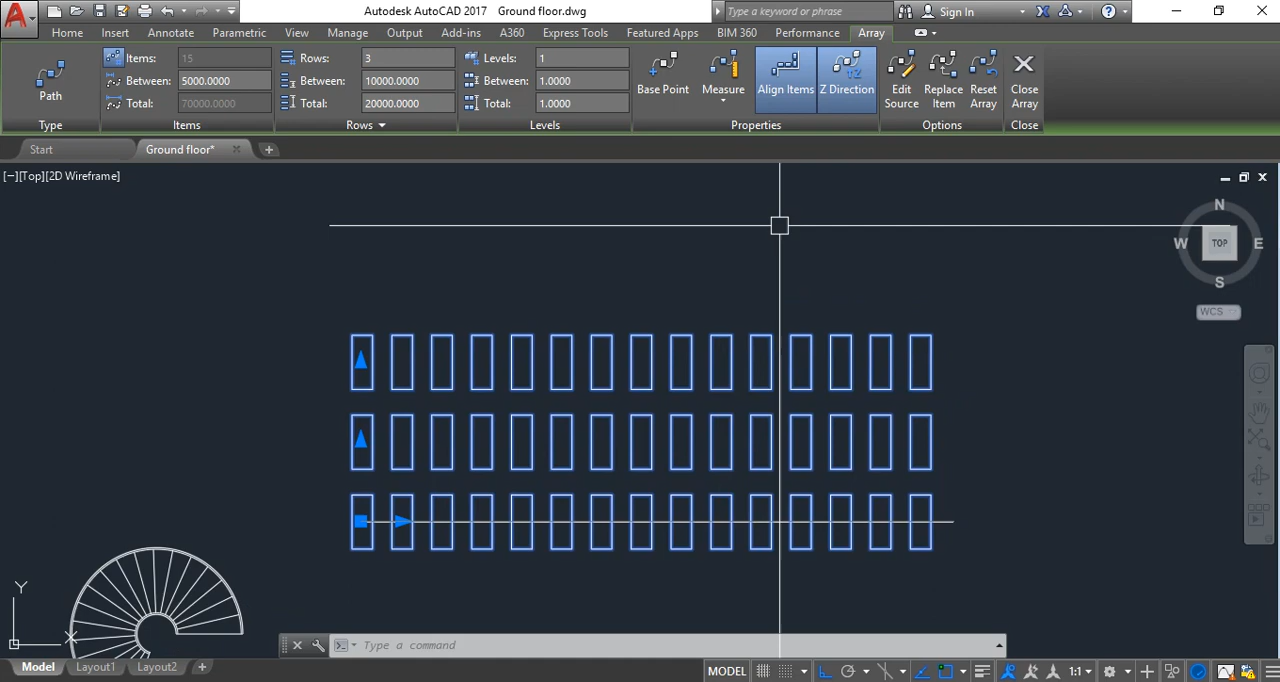 Autodesk AutoCAD 2017 Ground floor.dwg
Type a keyword or phrase
Sign In
Home Insert Annotate Parametric View Manage Output Add-ins A360 Express Tools Featured Apps BIM 360 Performance Array
Path
Type
Items: 15
Between: 5000.0000
Total: 70000.0000
Items
Rows: 3
Between: 10000.0000
Total: 20000.0000
Rows
Levels: 1
Between: 1.0000
Total: 1.0000
Levels
Base Point Measure Align Items Z Direction
Properties
Edit Source Replace Item Reset Array
Options
Close Array
Close
Start Ground floor*
[−][Top][2D Wireframe]
N
W TOP E
S
WCS
Y
X
Type a command
Model Layout1 Layout2
MODEL 1:1